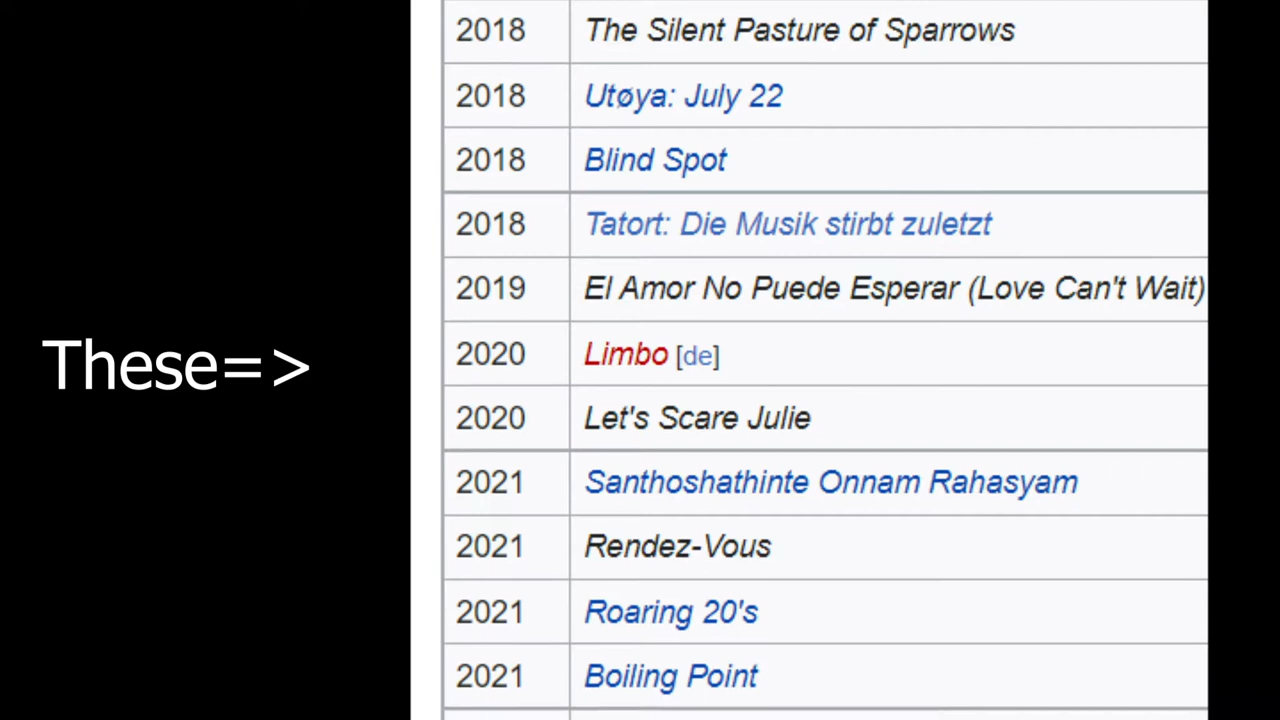 These=>
2018 The Silent Pasture of Sparrows
2018 Utøya: July 22
2018 Blind Spot
2018 Tatort: Die Musik stirbt zuletzt
2019 El Amor No Puede Esperar (Love Can't Wait)
2020 Limbo [de]
2020 Let's Scare Julie
2021 Santhoshathinte Onnam Rahasyam
2021 Rendez-Vous
2021 Roaring 20's
2021 Boiling Point